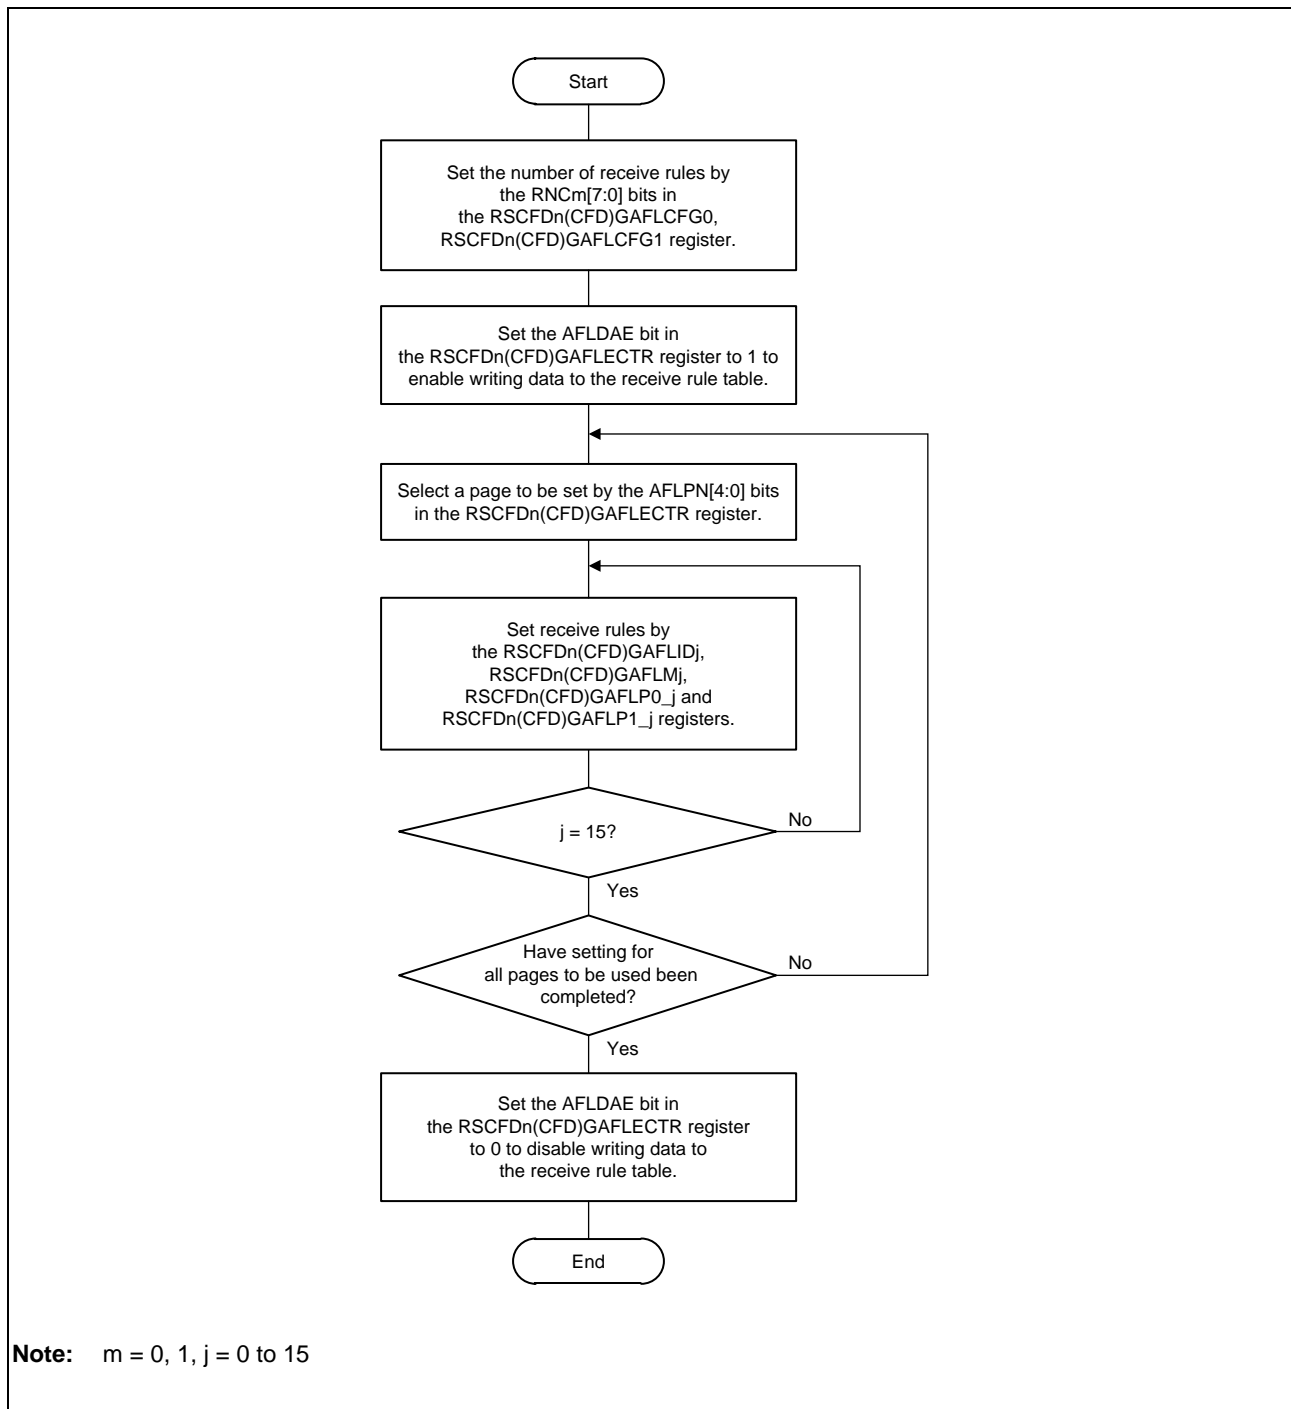 Start
Set the number of receive rules by
the RNCm[7:0] bits in
the RSCFDn(CFD)GAFLCFG0,
RSCFDn(CFD)GAFLCFG1 register.
Set the AFLDAE bit in
the RSCFDn(CFD)GAFLECTR register to 1 to
enable writing data to the receive rule table.
Select a page to be set by the AFLPN[4:0] bits
in the RSCFDn(CFD)GAFLECTR register.
Set receive rules by
the RSCFDn(CFD)GAFLIDj,
RSCFDn(CFD)GAFLMj,
RSCFDn(CFD)GAFLP0_j and
RSCFDn(CFD)GAFLP1_j registers.
j = 15?
No
Yes
Have setting for
all pages to be used been
completed?
No
Yes
Set the AFLDAE bit in
the RSCFDn(CFD)GAFLECTR register
to 0 to disable writing data to
the receive rule table.
End
Note: m = 0, 1, j = 0 to 15